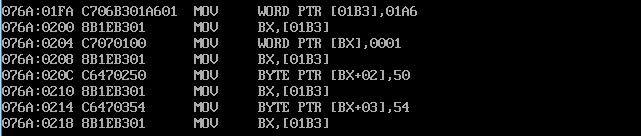 076A:01FA C706B301A601  MOV     WORD PTR [01B3],01A6
076A:0200 8B1EB301      MOV     BX,[01B3]
076A:0204 C7070100      MOV     WORD PTR [BX],0001
076A:0208 8B1EB301      MOV     BX,[01B3]
076A:020C C6470250      MOV     BYTE PTR [BX+02],50
076A:0210 8B1EB301      MOV     BX,[01B3]
076A:0214 C6470354      MOV     BYTE PTR [BX+03],54
076A:0218 8B1EB301      MOV     BX,[01B3]